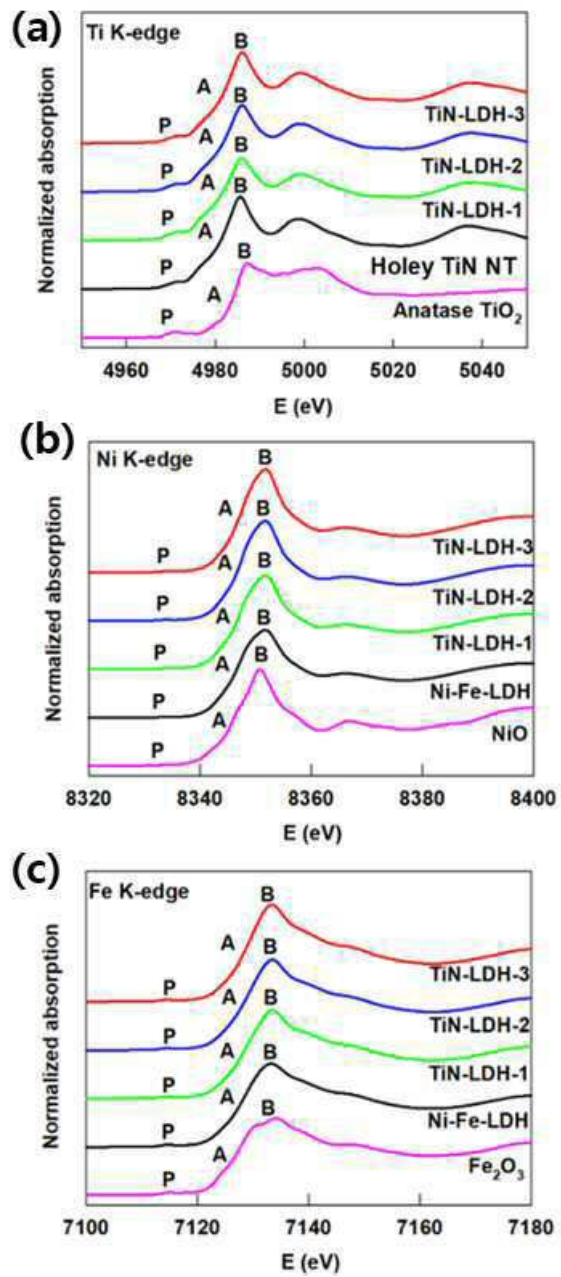 (a)
Ti K-edge
B
A
P
TiN-LDH-3
B
A
P
TiN-LDH-2
B
A
P
TiN-LDH-1
B
A
P
Holey TiN NT
B
A
P
Anatase TiO₂
Normalized absorption
4960 4980 5000 5020 5040
E (eV)
(b)
Ni K-edge
B
A
P
TiN-LDH-3
B
A
P
TiN-LDH-2
B
A
P
TiN-LDH-1
B
A
P
Ni-Fe-LDH
B
A
P
NiO
Normalized absorption
8320 8340 8360 8380 8400
E (eV)
(c)
Fe K-edge
B
A
P
TiN-LDH-3
B
A
P
TiN-LDH-2
B
A
P
TiN-LDH-1
B
A
P
Ni-Fe-LDH
B
A
P
Fe₂O₃
Normalized absorption
7100 7120 7140 7160 7180
E (eV)